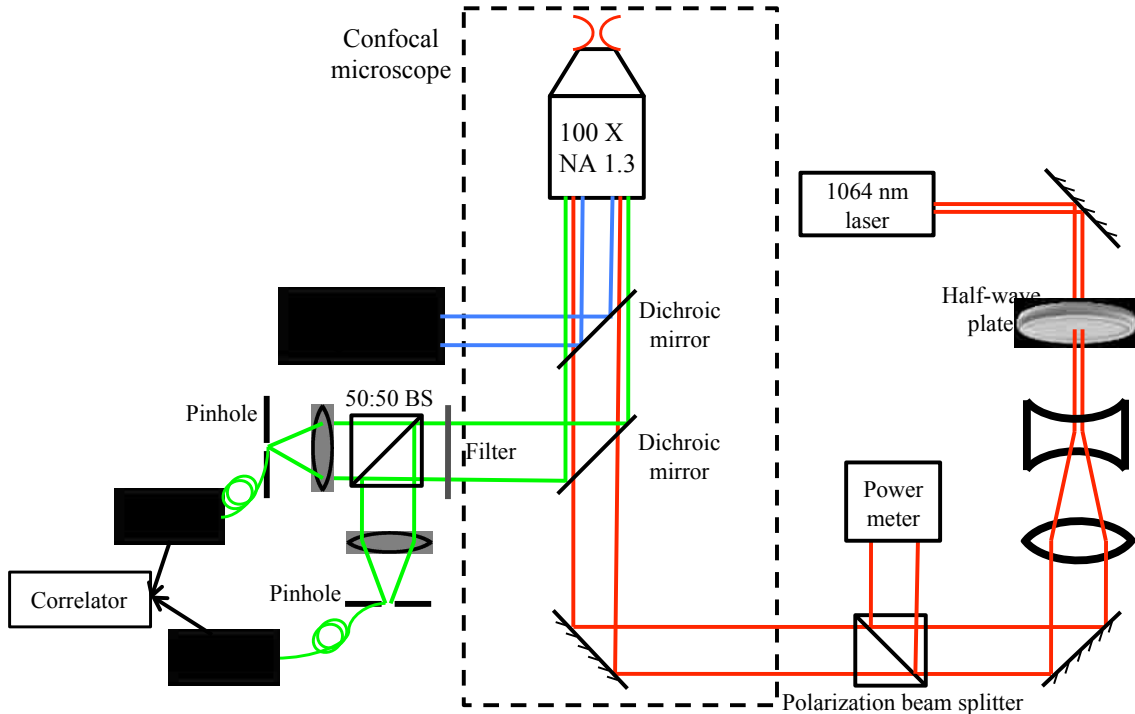 Confocal
microscope
100 X
NA 1.3
1064 nm
laser
Half-wave
plate
Dichroic
mirror
50:50 BS
Pinhole
Filter
Dichroic
mirror
Power
meter
Correlator
Pinhole
Polarization beam splitter